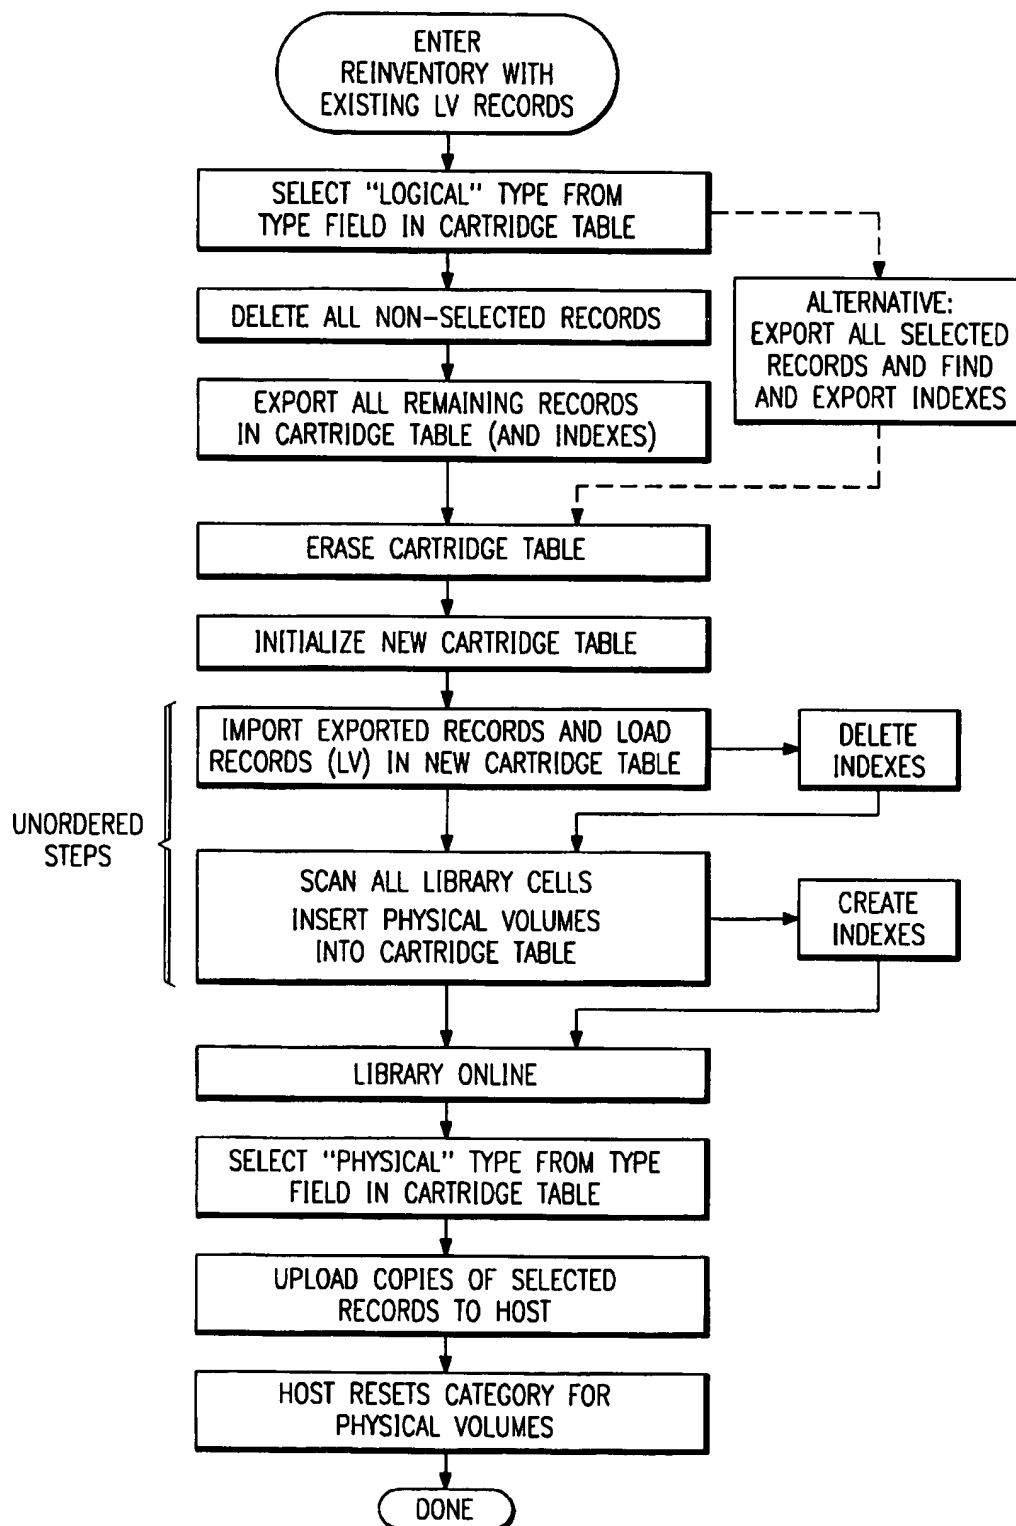 ENTER
REINVENTORY WITH
EXISTING LV RECORDS
SELECT "LOGICAL" TYPE FROM
TYPE FIELD IN CARTRIDGE TABLE
DELETE ALL NON-SELECTED RECORDS
ALTERNATIVE:
EXPORT ALL SELECTED
RECORDS AND FIND
AND EXPORT INDEXES
EXPORT ALL REMAINING RECORDS
IN CARTRIDGE TABLE (AND INDEXES)
ERASE CARTRIDGE TABLE
INITIALIZE NEW CARTRIDGE TABLE
UNORDERED
STEPS
IMPORT EXPORTED RECORDS AND LOAD
RECORDS (LV) IN NEW CARTRIDGE TABLE
DELETE
INDEXES
SCAN ALL LIBRARY CELLS
INSERT PHYSICAL VOLUMES
INTO CARTRIDGE TABLE
CREATE
INDEXES
LIBRARY ONLINE
SELECT "PHYSICAL" TYPE FROM TYPE
FIELD IN CARTRIDGE TABLE
UPLOAD COPIES OF SELECTED
RECORDS TO HOST
HOST RESETS CATEGORY FOR
PHYSICAL VOLUMES
DONE